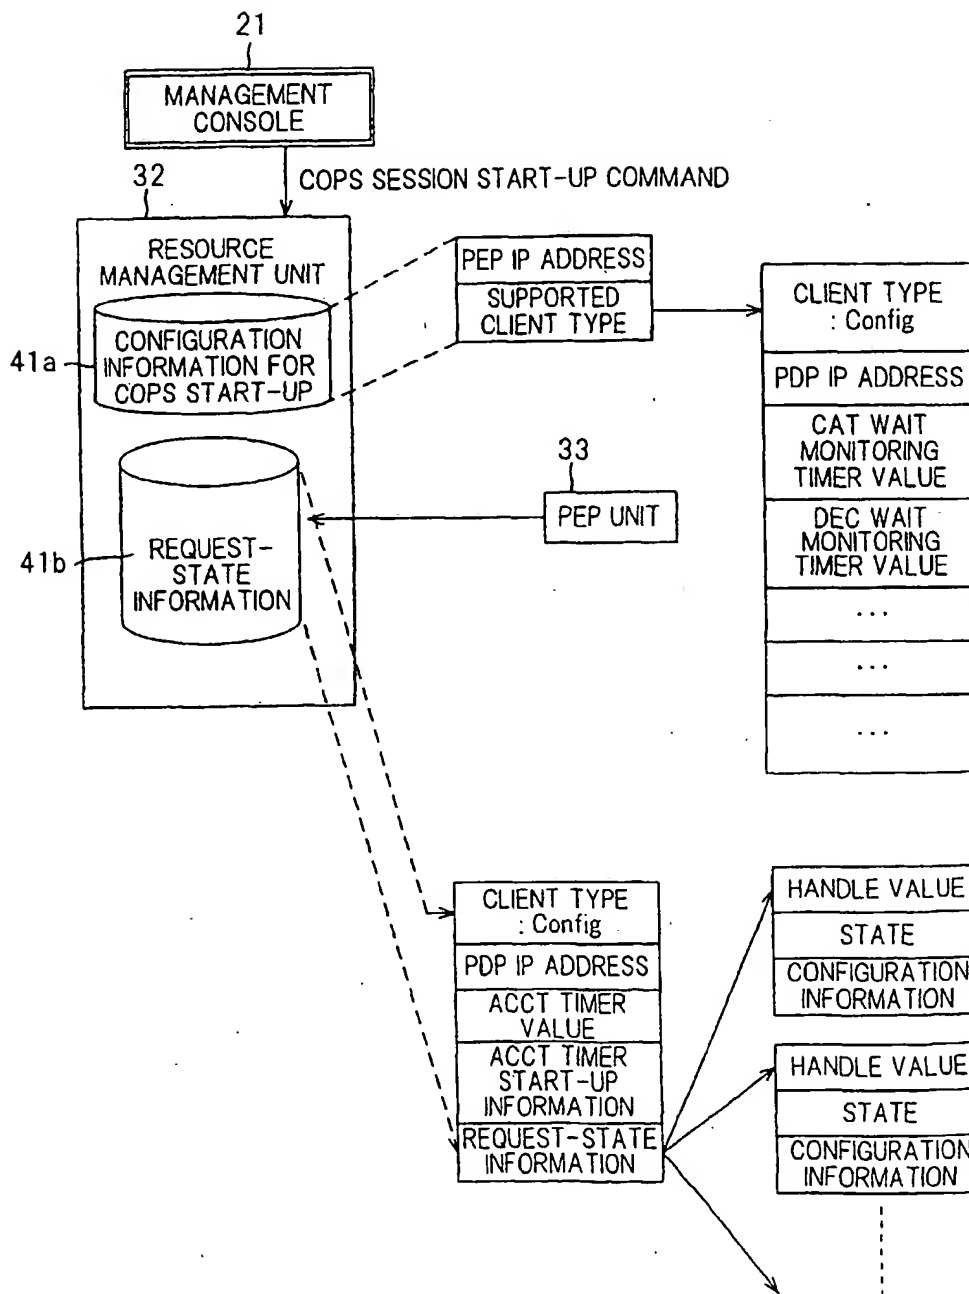 21
MANAGEMENT
CONSOLE
32
COPS SESSION START-UP COMMAND
RESOURCE
MANAGEMENT UNIT
41a
CONFIGURATION
INFORMATION FOR
COPS START-UP
PEP IP ADDRESS
SUPPORTED
CLIENT TYPE
CLIENT TYPE
: Config
PDP IP ADDRESS
CAT WAIT
MONITORING
TIMER VALUE
DEC WAIT
MONITORING
TIMER VALUE
...
...
...
33
PEP UNIT
41b
REQUEST-
STATE
INFORMATION
CLIENT TYPE
: Config
PDP IP ADDRESS
ACCT TIMER
VALUE
ACCT TIMER
START-UP
INFORMATION
REQUEST-STATE
INFORMATION
HANDLE VALUE
STATE
CONFIGURATION
INFORMATION
HANDLE VALUE
STATE
CONFIGURATION
INFORMATION